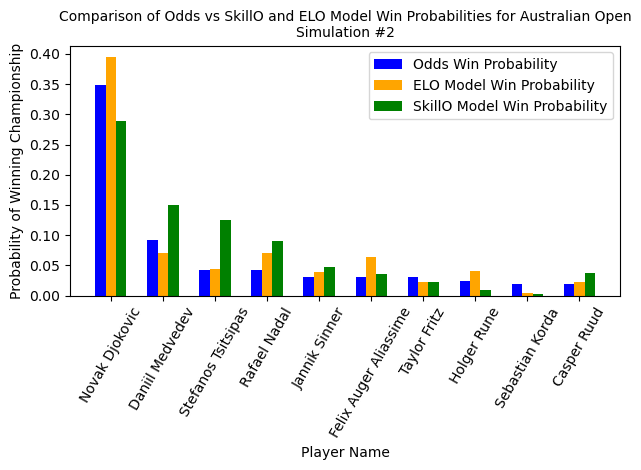 Comparison of Odds vs SkillO and ELO Model Win Probabilities for Australian Open
Simulation #2
Odds Win Probability
ELO Model Win Probability
SkillO Model Win Probability
Probability of Winning Championship
0.40
0.35
0.30
0.25
0.20
0.15
0.10
0.05
0.00
Novak Djokovic
Daniil Medvedev
Stefanos Tsitsipas
Rafael Nadal
Jannik Sinner
Felix Auger Aliassime
Taylor Fritz
Holger Rune
Sebastian Korda
Casper Ruud
Player Name